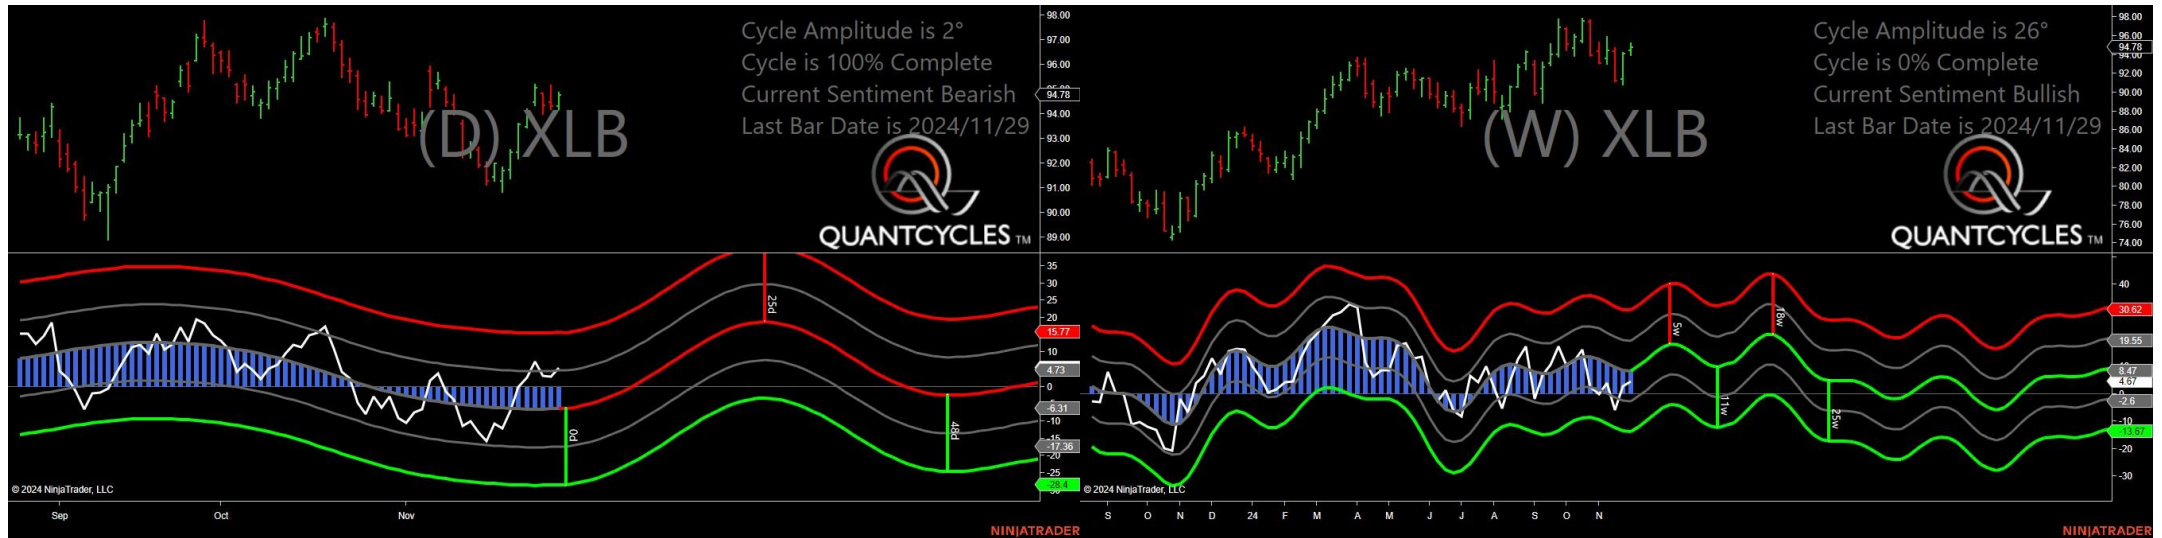 Cycle Amplitude is 2°
Cycle is 100% Complete
Current Sentiment Bearish
Last Bar Date is 2024/11/29
(D) XLB
QUANTCYCLES TM
98.00
97.00
96.00
94.78
94.00
93.00
92.00
91.00
90.00
89.00
35
30
25
20
15.77
10
4.73
0
-6.31
-10
-15
-17.36
-20
-25
-28.4
25d
0d
48d
© 2024 NinjaTrader, LLC
Sep Oct Nov
NINJATRADER
Cycle Amplitude is 26°
Cycle is 0% Complete
Current Sentiment Bullish
Last Bar Date is 2024/11/29
(W) XLB
QUANTCYCLES TM
98.00
96.00
94.78
94.00
92.00
90.00
88.00
86.00
84.00
82.00
80.00
78.00
76.00
74.00
40
30.62
19.55
8.47
4.67
-2.6
-10
-13.67
-20
-30
5w
18w
11w
25w
© 2024 NinjaTrader, LLC
S O N D 24 F M A M J J A S O N
NINJATRADER